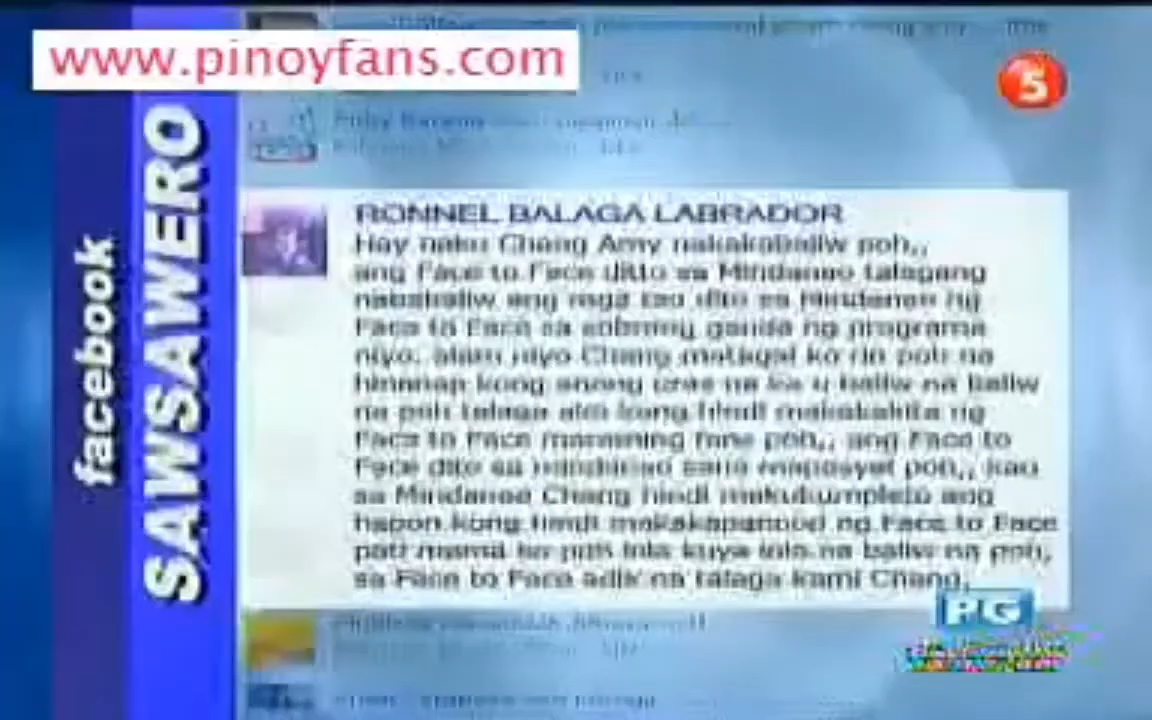 www.pinoyfans.com
5
facebook
SAWSAWERO
RONNEL BALAGA LABRADOR
Hay naku Chang Amy nakakabaliw poh,,
ang Face to Face ditto sa Mindanao talagang
nababaliw ang mga tao dito sa Mindanao ng
Face to Face sa sobrang ganda ng programa
niyo. alam niyo Chang matagal ko rin poh na
hinanap kong anong oras na ka u baliw na baliw
na poh talaga ako kong hindi makakakita ng
Face to Face maraming fans poh,, ang Face to
Face dito sa mindanao sana mapasyal poh,, kau
sa Mindanao Chang hindi makukumpleto ang
hapon kong hindi makakapanood ng Face to Face
pati mama ko poh lola kuya lolo na baliw na poh,
sa Face to Face adik na talaga kami Chang.
PG